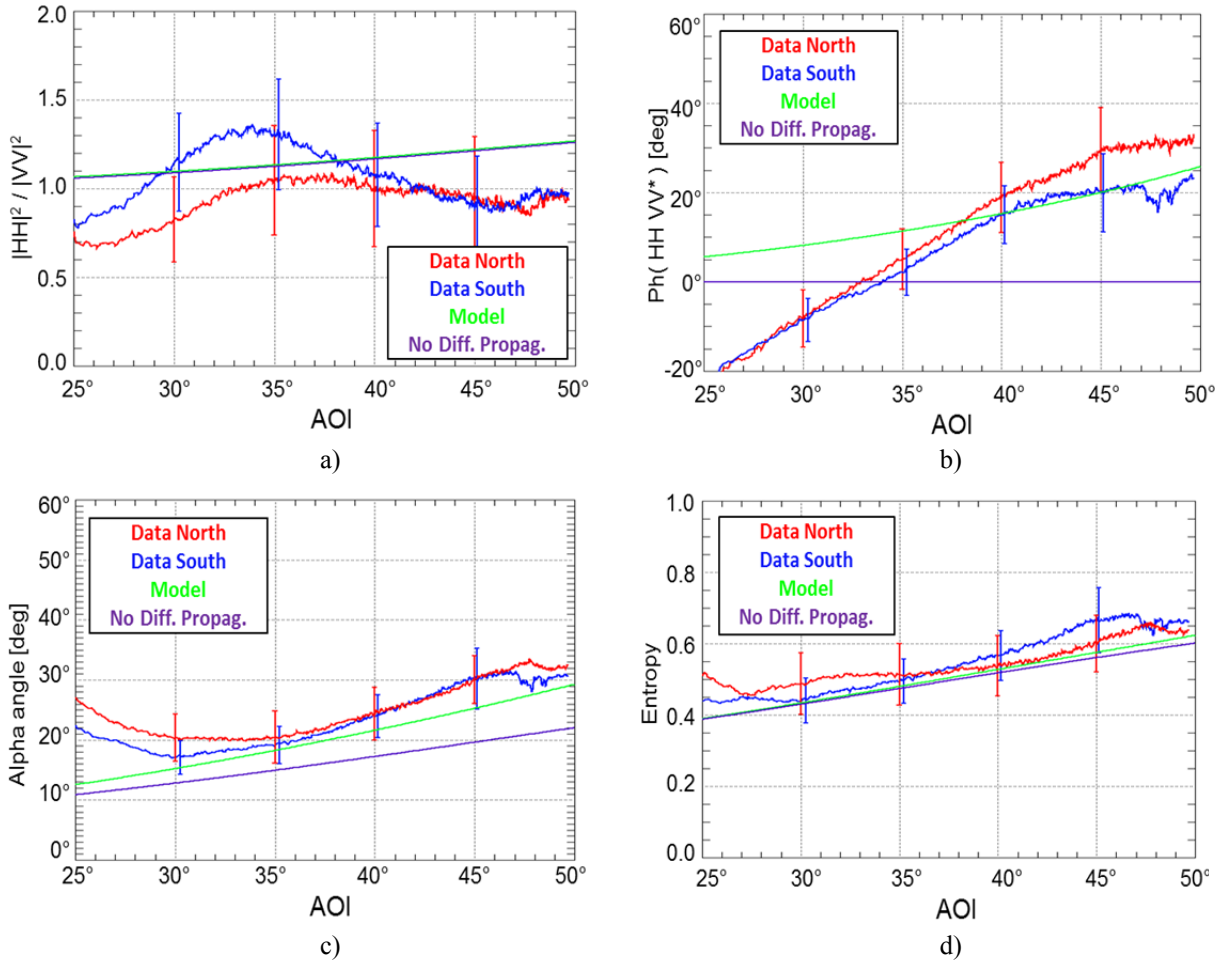 2.0
1.5
1.0
0.5
0.0
|HH|² / |VV|²
Data North
Data South
Model
No Diff. Propag.
25° 30° 35° 40° 45° 50°
AOI
a)
60°
40°
20°
0°
-20°
Ph( HH VV* ) [deg]
Data North
Data South
Model
No Diff. Propag.
25° 30° 35° 40° 45° 50°
AOI
b)
60°
50°
40°
30°
20°
10°
0°
Alpha angle [deg]
Data North
Data South
Model
No Diff. Propag.
25° 30° 35° 40° 45° 50°
AOI
c)
1.0
0.8
0.6
0.4
0.2
0.0
Entropy
Data North
Data South
Model
No Diff. Propag.
25° 30° 35° 40° 45° 50°
AOI
d)